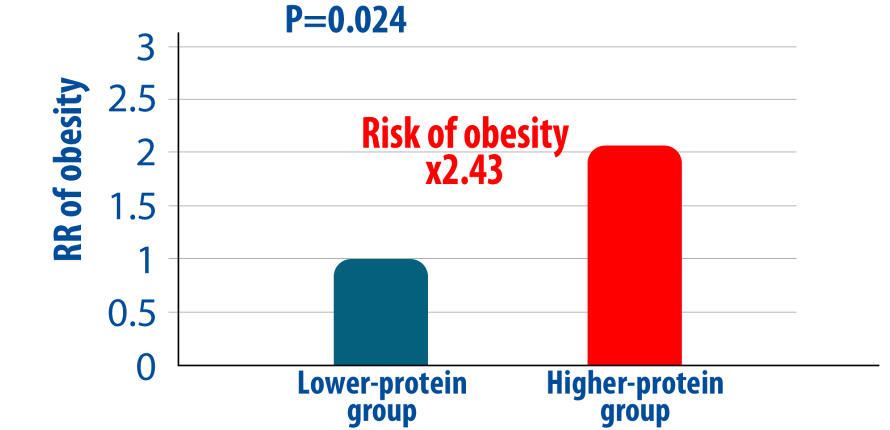 P=0.024
RR of obesity
3
2.5
2
1.5
1
0.5
0
Risk of obesity
x2.43
Lower-protein
group
Higher-protein
group